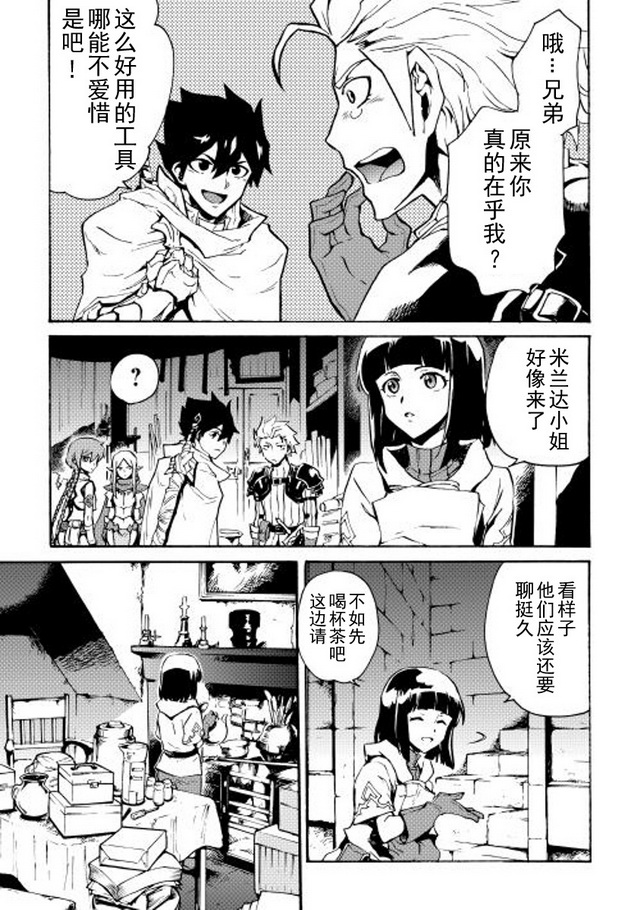 哦…兄弟
原来你
真的在乎我？
这么好用的工具
哪能不爱惜
是吧！
米兰达小姐
好像来了
？
看样子
他们应该还要
聊挺久
不如先
喝杯茶吧
这边请